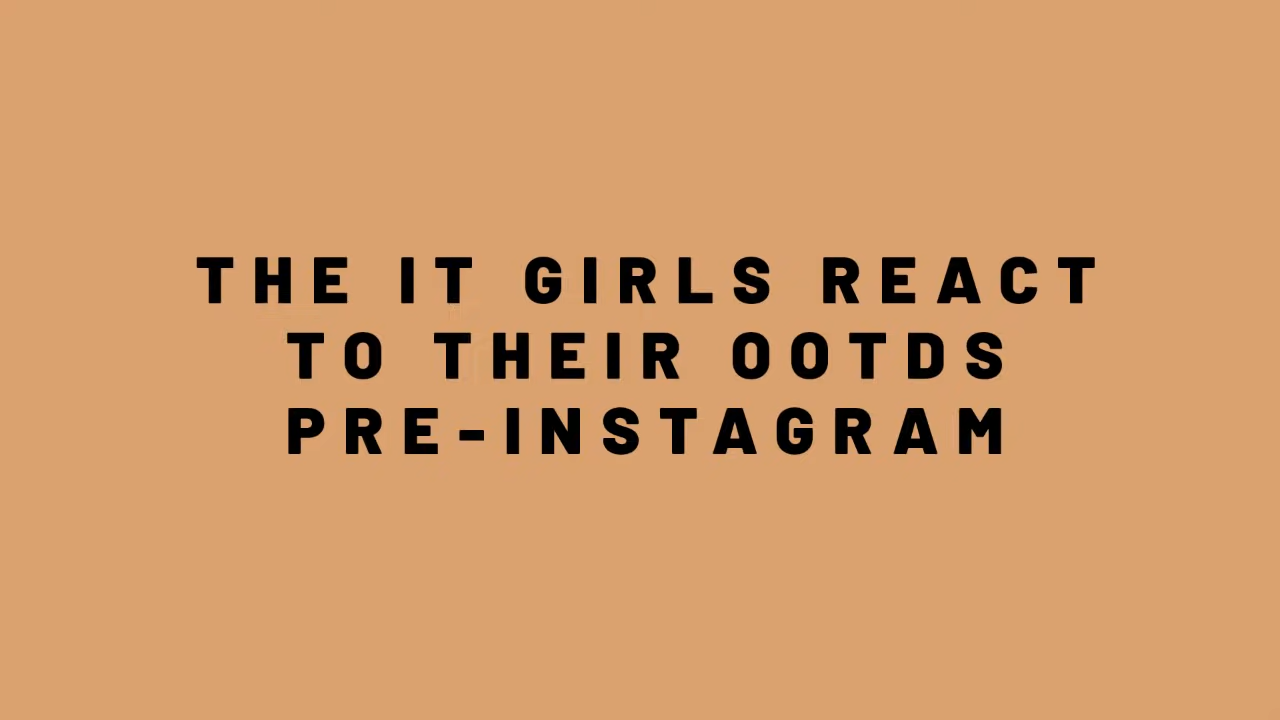 THE IT GIRLS REACT
TO THEIR OOTDS
PRE-INSTAGRAM